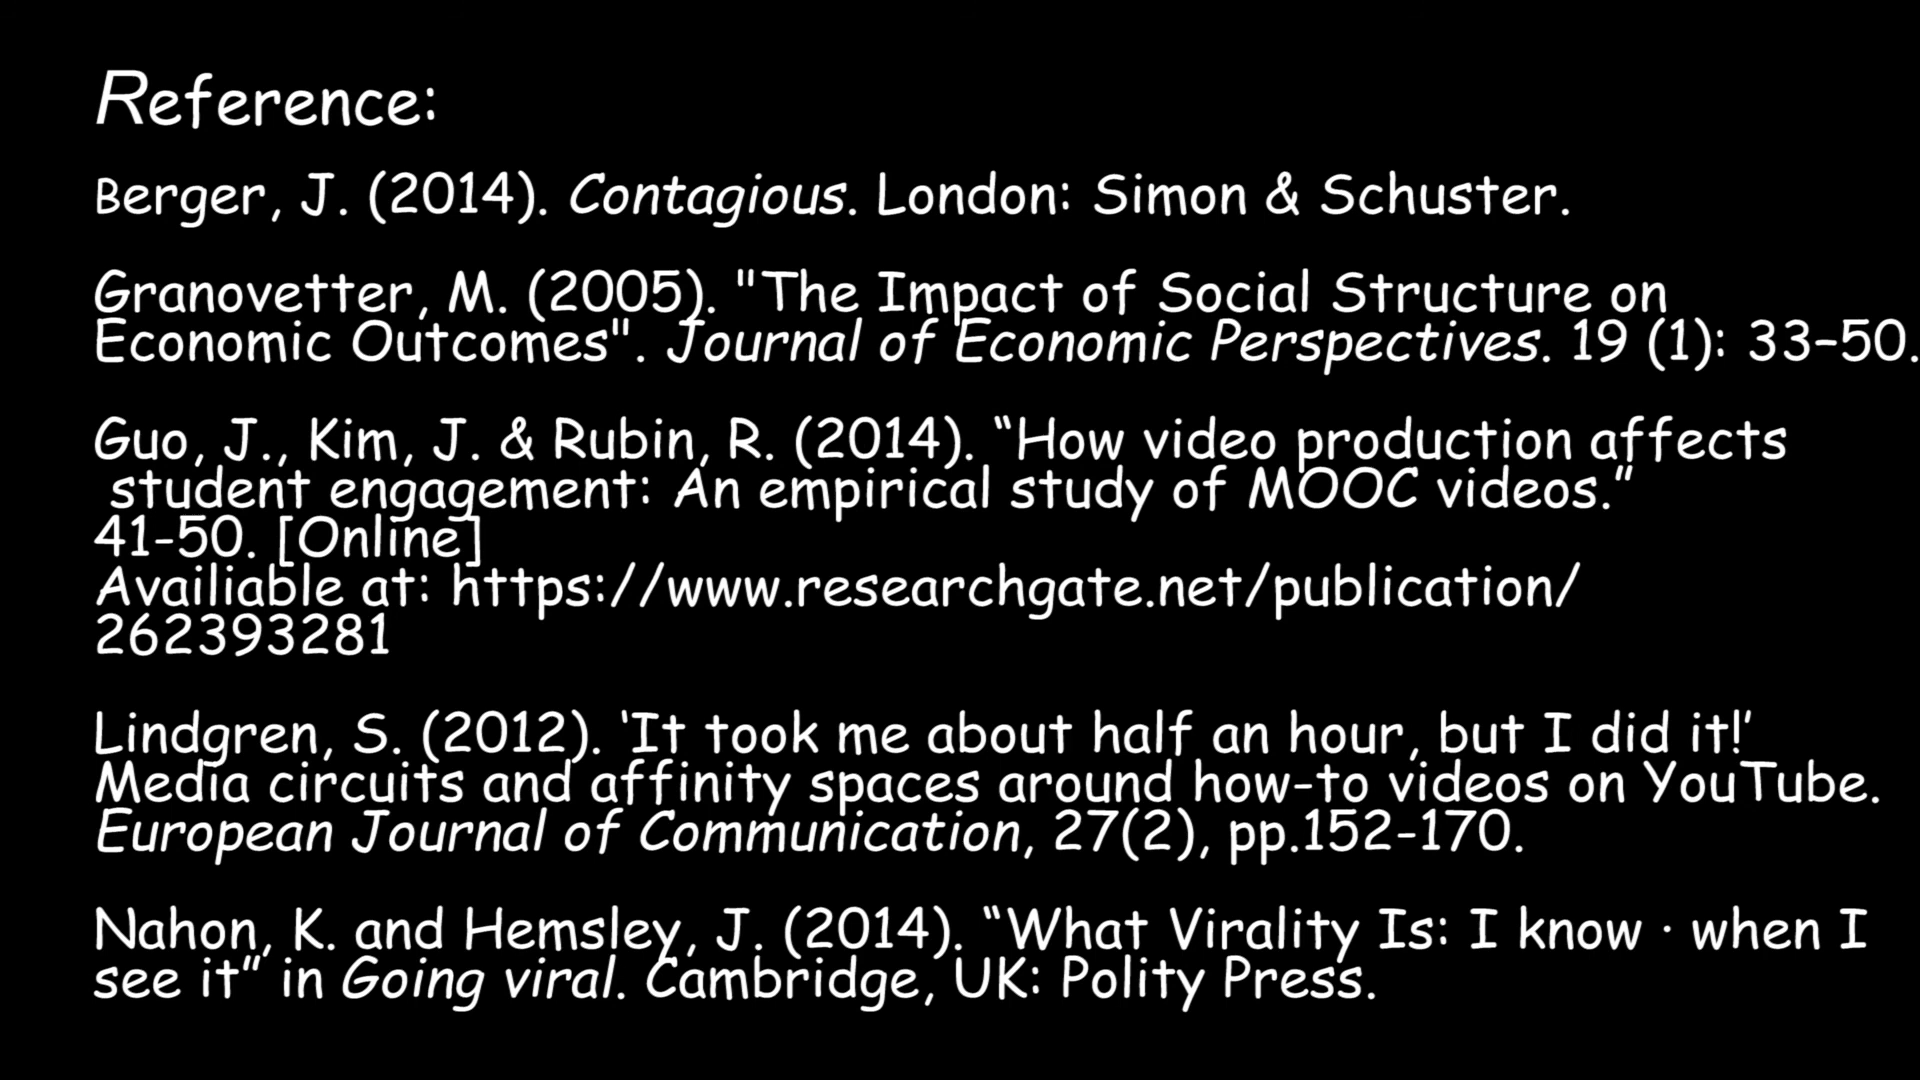 Reference:
Berger, J. (2014). Contagious. London: Simon & Schuster.
Granovetter, M. (2005). "The Impact of Social Structure on
Economic Outcomes". Journal of Economic Perspectives. 19 (1): 33–50.
Guo, J., Kim, J. & Rubin, R. (2014). “How video production affects
student engagement: An empirical study of MOOC videos.”
41-50. [Online]
Availiable at: https://www.researchgate.net/publication/
262393281
Lindgren, S. (2012). ‘It took me about half an hour, but I did it!’
Media circuits and affinity spaces around how-to videos on YouTube.
European Journal of Communication, 27(2), pp.152-170.
Nahon, K. and Hemsley, J. (2014). “What Virality Is: I know · when I
see it” in Going viral. Cambridge, UK: Polity Press.